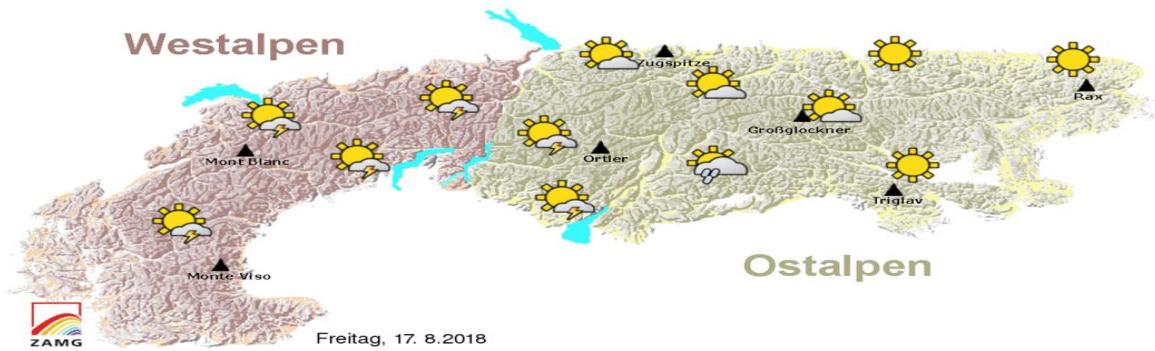 Westalpen
Zugspitze
Rax
Großglockner
Mont Blanc
Ortler
Triglav
Ostalpen
Monte Viso
ZAMG
Freitag, 17. 8.2018